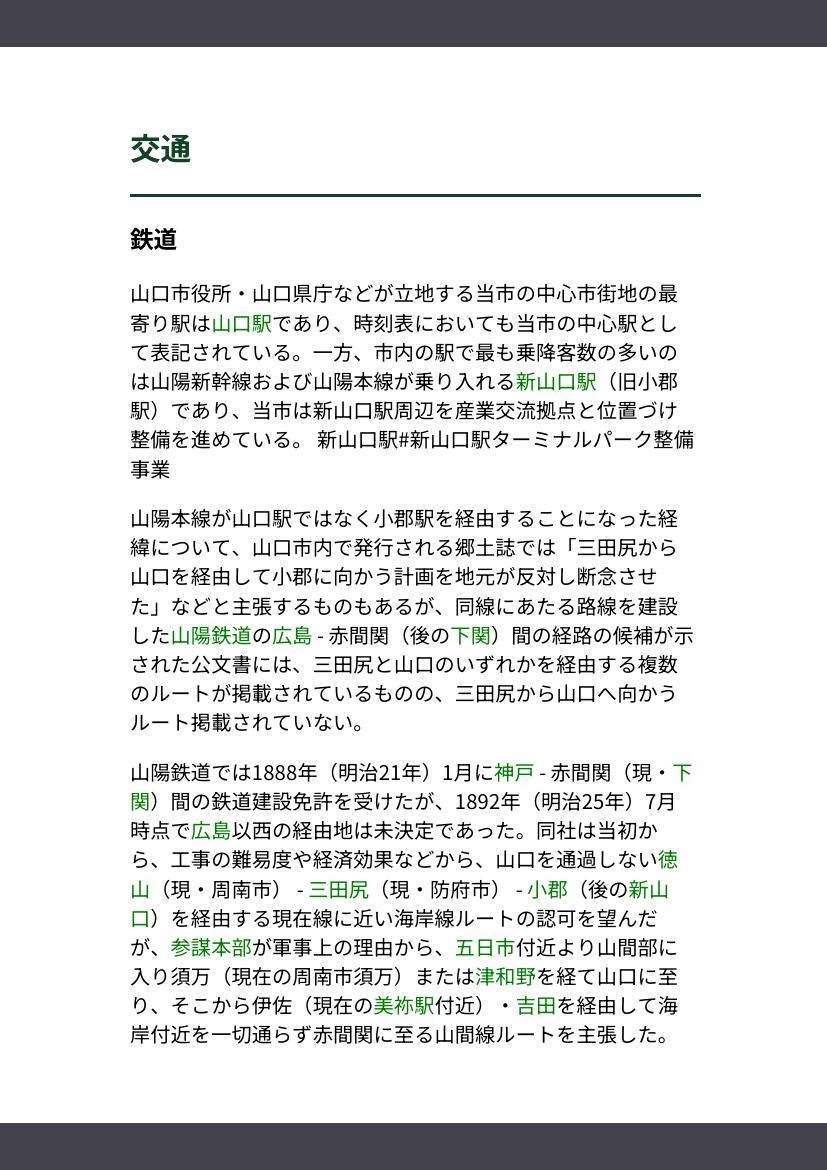 交通
鉄道
山口市役所・山口県庁などが立地する当市の中心市街地の最
寄り駅は山口駅であり、時刻表においても当市の中心駅とし
て表記されている。一方、市内の駅で最も乗降客数の多いの
は山陽新幹線および山陽本線が乗り入れる新山口駅（旧小郡
駅）であり、当市は新山口駅周辺を産業交流拠点と位置づけ
整備を進めている。 新山口駅#新山口駅ターミナルパーク整備
事業
山陽本線が山口駅ではなく小郡駅を経由することになった経
緯について、山口市内で発行される郷土誌では「三田尻から
山口を経由して小郡に向かう計画を地元が反対し断念させ
た」などと主張するものもあるが、同線にあたる路線を建設
した山陽鉄道の広島 - 赤間関（後の下関）間の経路の候補が示
された公文書には、三田尻と山口のいずれかを経由する複数
のルートが掲載されているものの、三田尻から山口へ向かう
ルート掲載されていない。
山陽鉄道では1888年（明治21年）1月に神戸 - 赤間関（現・下
関）間の鉄道建設免許を受けたが、1892年（明治25年）7月
時点で広島以西の経由地は未決定であった。同社は当初か
ら、工事の難易度や経済効果などから、山口を通過しない徳
山（現・周南市） - 三田尻（現・防府市） - 小郡（後の新山
口）を経由する現在線に近い海岸線ルートの認可を望んだ
が、参謀本部が軍事上の理由から、五日市付近より山間部に
入り須万（現在の周南市須万）または津和野を経て山口に至
り、そこから伊佐（現在の美祢駅付近）・吉田を経由して海
岸付近を一切通らず赤間関に至る山間線ルートを主張した。